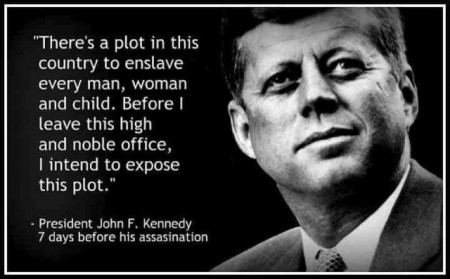 "There's a plot in this
country to enslave
every man, woman
and child. Before I
leave this high
and noble office,
I intend to expose
this plot."
- President John F. Kennedy
7 days before his assasination